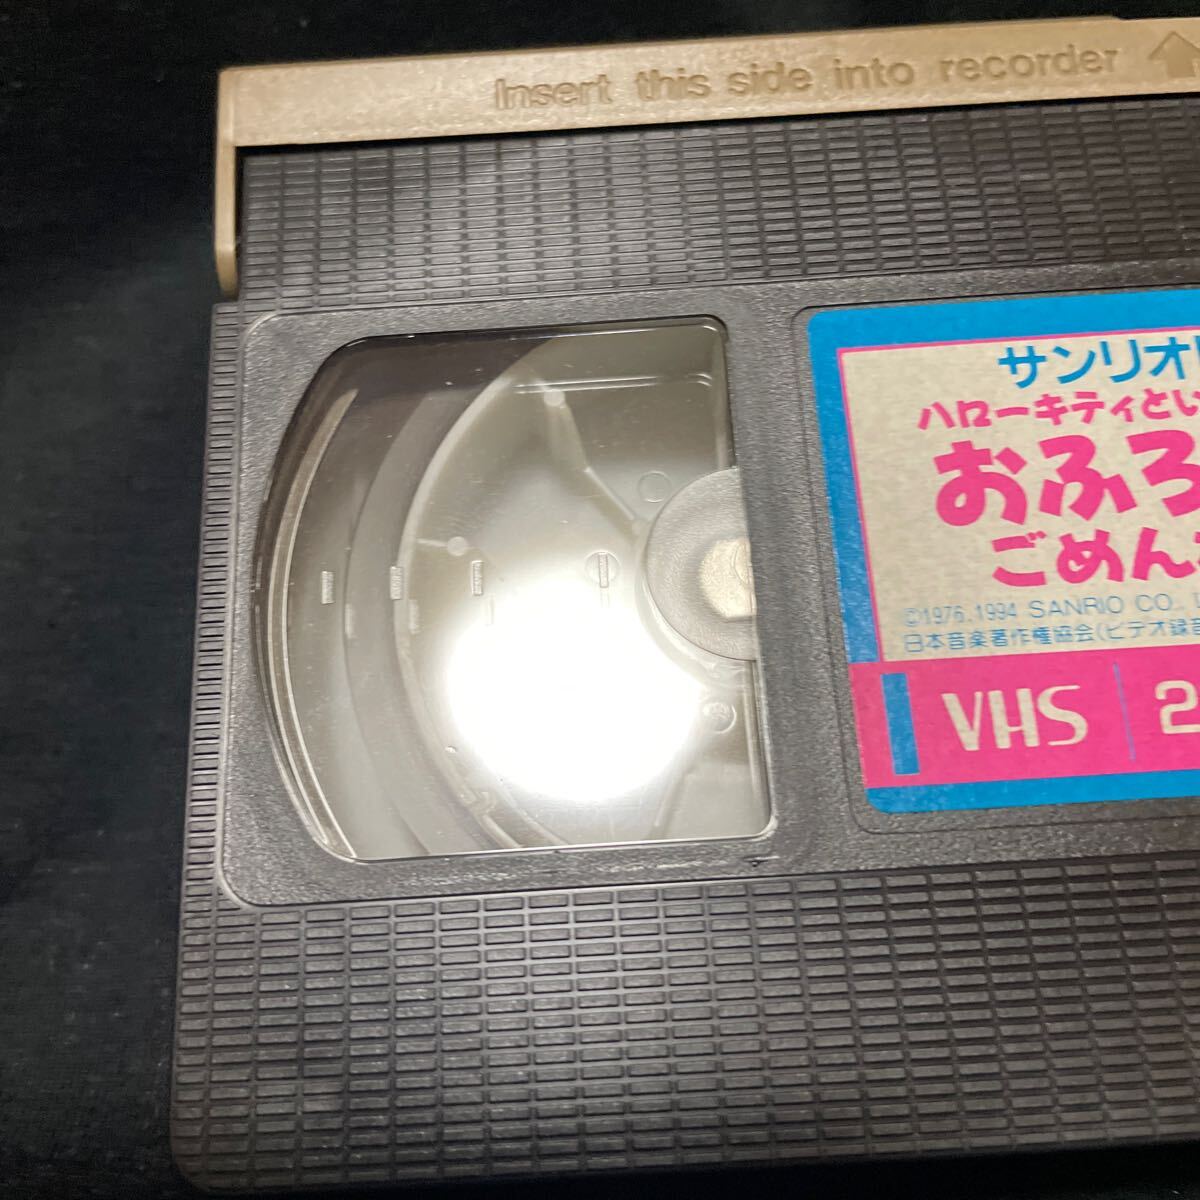 Insert this side into recorder
サンリオ
ハローキティとい
おふろ
ごめん
©1976.1994 SANRIO CO.
日本音楽著作権協会(ビデオ録音
VHS 2